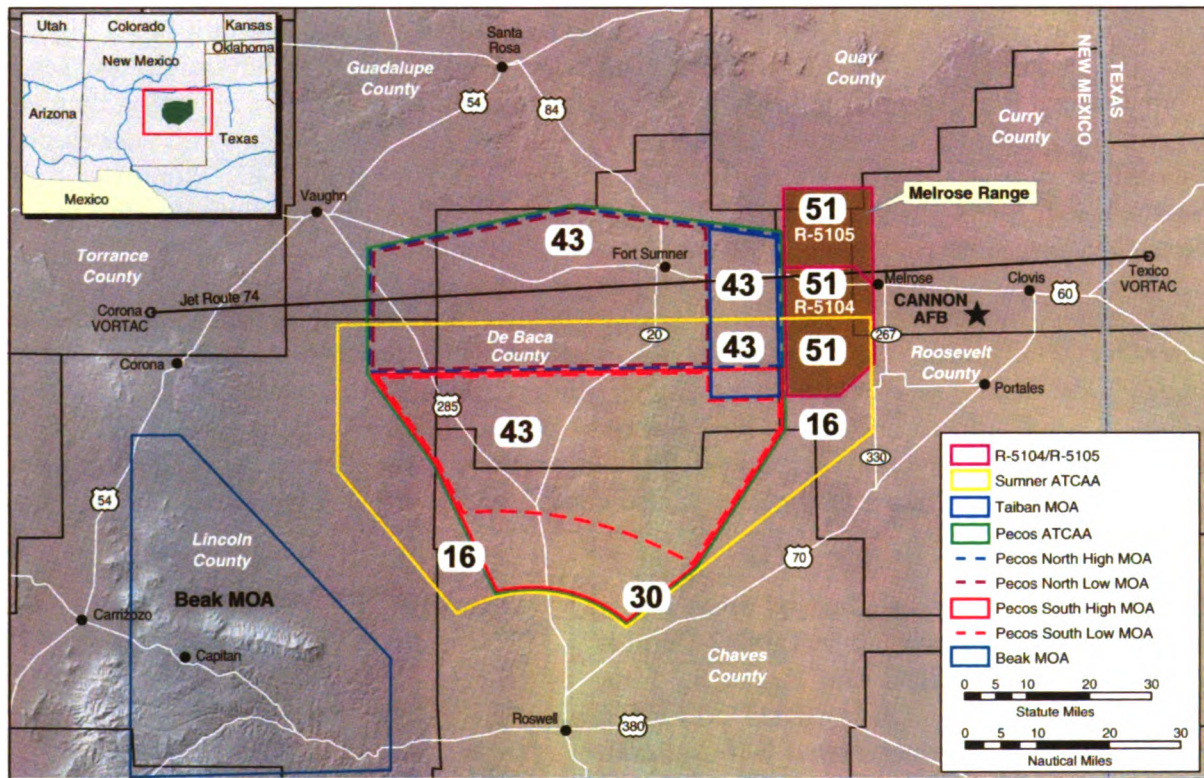 Utah
Colorado
Kansas
Oklahoma
New Mexico
Arizona
Texas
Mexico
Santa
Rosa
Guadalupe
County
Quay
County
NEW MEXICO
TEXAS
54
84
Curry
County
Vaughn
Melrose Range
51
R-5105
43
Fort Sumner
Torrance
County
43
51
R-5104
Melrose
Clovis
60
Texico
VORTAC
Corona
VORTAC
Jet Route 74
CANNON
AFB
De Baca
County
20
43
51
267
Roosevelt
County
Corona
Portales
285
43
16
330
54
Lincoln
County
Beak MOA
16
30
70
Carrizozo
Capitan
Chaves
County
Roswell
380
R-5104/R-5105
Sumner ATCAA
Taiban MOA
Pecos ATCAA
Pecos North High MOA
Pecos North Low MOA
Pecos South High MOA
Pecos South Low MOA
Beak MOA
0 10 20 30
Statute Miles
0 10 20 30
Nautical Miles